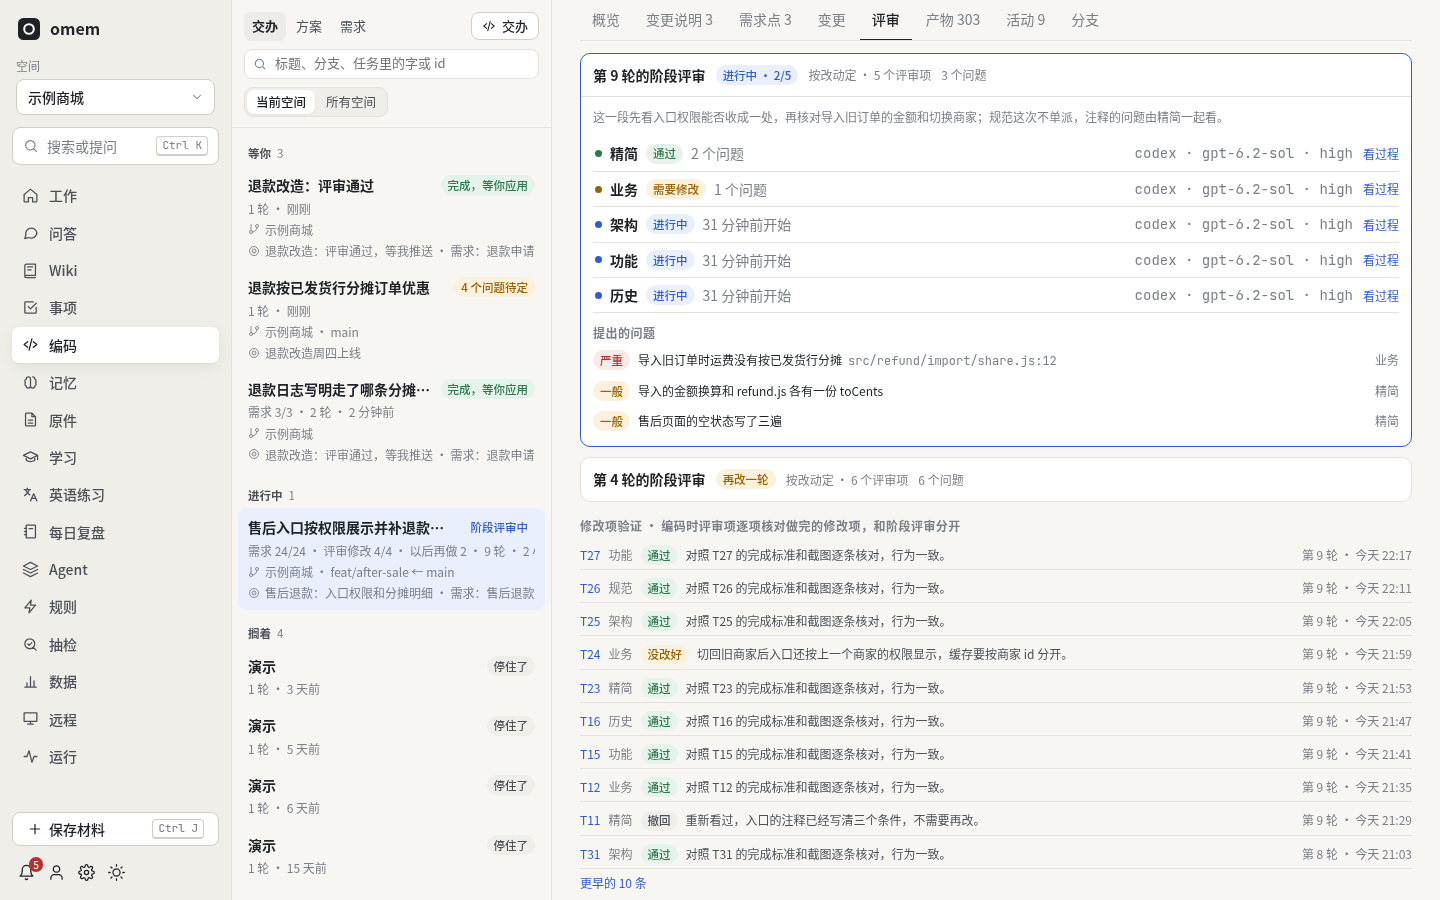 omem
空间
示例商城
搜索或提问 Ctrl K
工作
问答
Wiki
事项
编码
记忆
原件
学习
英语练习
每日复盘
Agent
规则
抽检
数据
远程
运行
保存材料 Ctrl J
5
交办 方案 需求 交办
标题、分支、任务里的字或 id
当前空间 所有空间
等你 3
退款改造：评审通过 完成，等你应用
1 轮 · 刚刚
示例商城
退款改造：评审通过，等我推送 · 需求：退款申请
退款按已发货行分摊订单优惠 4 个问题待定
1 轮 · 刚刚
示例商城 · main
退款改造周四上线
退款日志写明走了哪条分摊… 完成，等你应用
需求 3/3 · 2 轮 · 2 分钟前
示例商城
退款改造：评审通过，等我推送 · 需求：退款申请
进行中 1
售后入口按权限展示并补退款… 阶段评审中
需求 24/24 · 评审修改 4/4 · 以后再做 2 · 9 轮 · 2
示例商城 · feat/after-sale ← main
售后退款：入口权限和分摊明细 · 需求：售后退款
搁着 4
演示 停住了
1 轮 · 3 天前
演示 停住了
1 轮 · 5 天前
演示 停住了
1 轮 · 6 天前
演示 停住了
1 轮 · 15 天前
概览 变更说明 3 需求点 3 变更 评审 产物 303 活动 9 分支
第 9 轮的阶段评审 进行中 · 2/5 按改动定 · 5 个评审项 3 个问题
这一段先看入口权限能否收成一处，再核对导入旧订单的金额和切换商家；规范这次不单派，注释的问题由精简一起看。
精简 通过 2 个问题 codex · gpt-6.2-sol · high 看过程
业务 需要修改 1 个问题 codex · gpt-6.2-sol · high 看过程
架构 进行中 31 分钟前开始 codex · gpt-6.2-sol · high 看过程
功能 进行中 31 分钟前开始 codex · gpt-6.2-sol · high 看过程
历史 进行中 31 分钟前开始 codex · gpt-6.2-sol · high 看过程
提出的问题
严重 导入旧订单时运费没有按已发货行分摊 src/refund/import/share.js:12 业务
一般 导入的金额换算和 refund.js 各有一份 toCents 精简
一般 售后页面的空状态写了三遍 精简
第 4 轮的阶段评审 再改一轮 按改动定 · 6 个评审项 6 个问题
修改项验证 · 编码时评审项逐项核对做完的修改项，和阶段评审分开
T27 功能 通过 对照 T27 的完成标准和截图逐条核对，行为一致。 第 9 轮 · 今天 22:17
T26 规范 通过 对照 T26 的完成标准和截图逐条核对，行为一致。 第 9 轮 · 今天 22:11
T25 架构 通过 对照 T25 的完成标准和截图逐条核对，行为一致。 第 9 轮 · 今天 22:05
T24 业务 没改好 切回旧商家后入口还按上一个商家的权限显示，缓存要按商家 id 分开。 第 9 轮 · 今天 21:59
T23 精简 通过 对照 T23 的完成标准和截图逐条核对，行为一致。 第 9 轮 · 今天 21:53
T16 历史 通过 对照 T16 的完成标准和截图逐条核对，行为一致。 第 9 轮 · 今天 21:47
T15 功能 通过 对照 T15 的完成标准和截图逐条核对，行为一致。 第 9 轮 · 今天 21:41
T12 业务 通过 对照 T12 的完成标准和截图逐条核对，行为一致。 第 9 轮 · 今天 21:35
T11 精简 撤回 重新看过，入口的注释已经写清三个条件，不需要再改。 第 9 轮 · 今天 21:29
T31 架构 通过 对照 T31 的完成标准和截图逐条核对，行为一致。 第 8 轮 · 今天 21:03
更早的 10 条